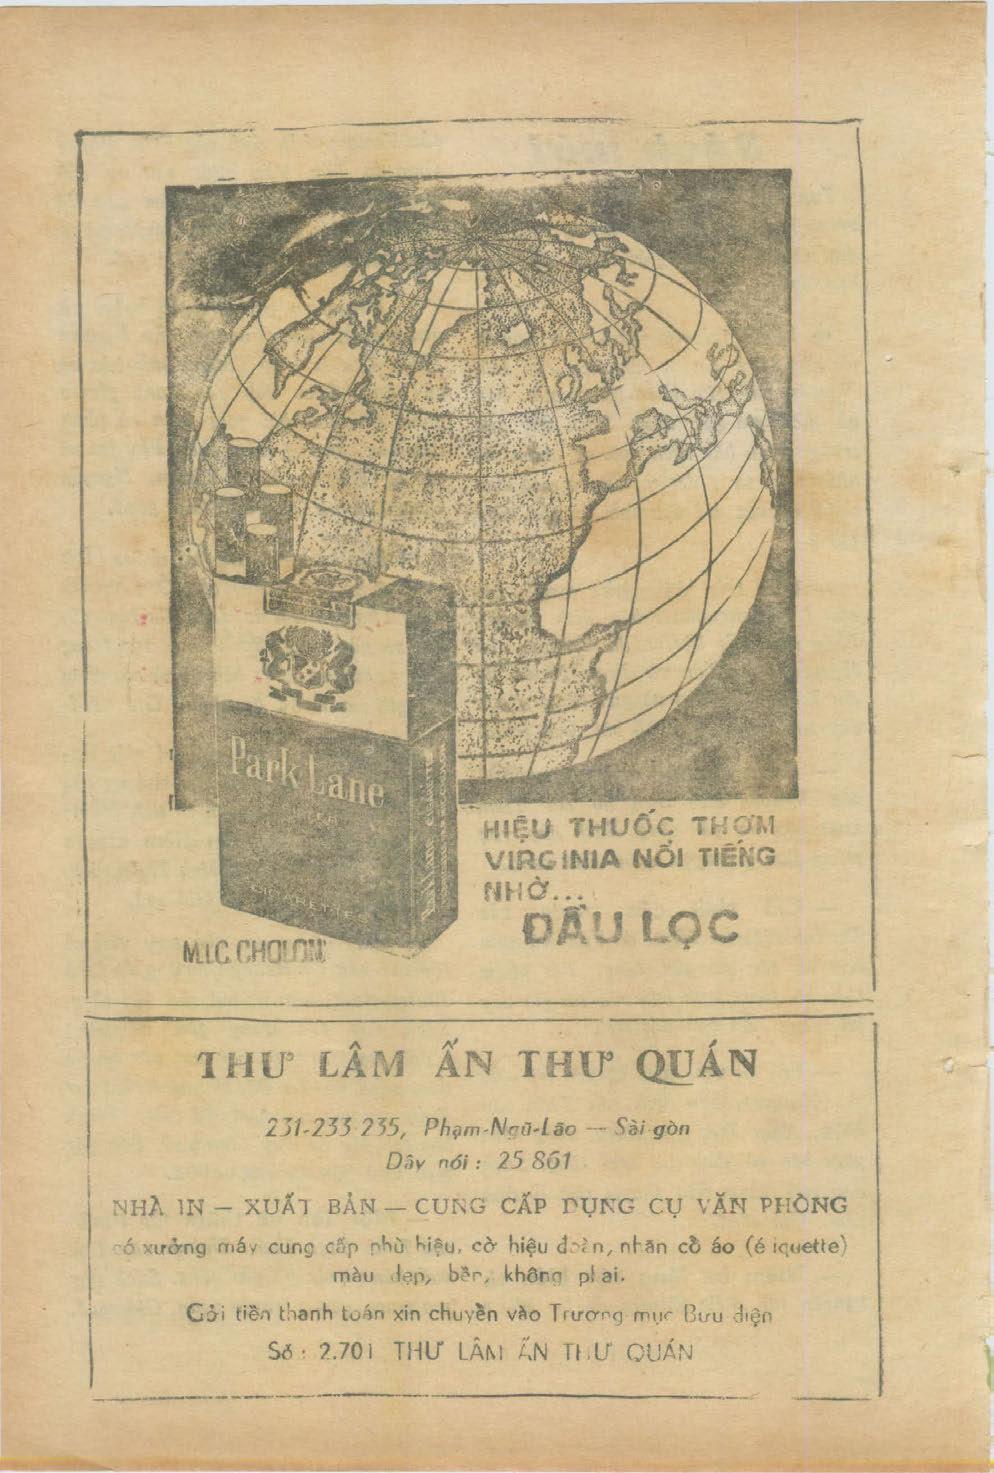 Park Lane
CIGARETTES
HIỆU THUỐC THƠM
VIRGINIA NỔI TIẾNG
NHỜ...
ĐẦU LỌC
M.I.C. CHOLON
THƯ LÂM ẤN THƯ QUÁN
231-233-235, Phạm-Ngũ-Lão — Sài-gòn
Dây nói : 25 861
NHÀ IN — XUẤT BẢN — CUNG CẤP DỤNG CỤ VĂN PHÒNG
có xưởng máy cung cấp phù hiệu, cờ hiệu đoàn, nhãn cổ áo (é iquette)
màu đẹp, bền, không phai.
Gởi tiền thanh toán xin chuyển vào Trương-mục Bưu-điện
Số : 2.701 THƯ LÂM ẤN THƯ QUÁN